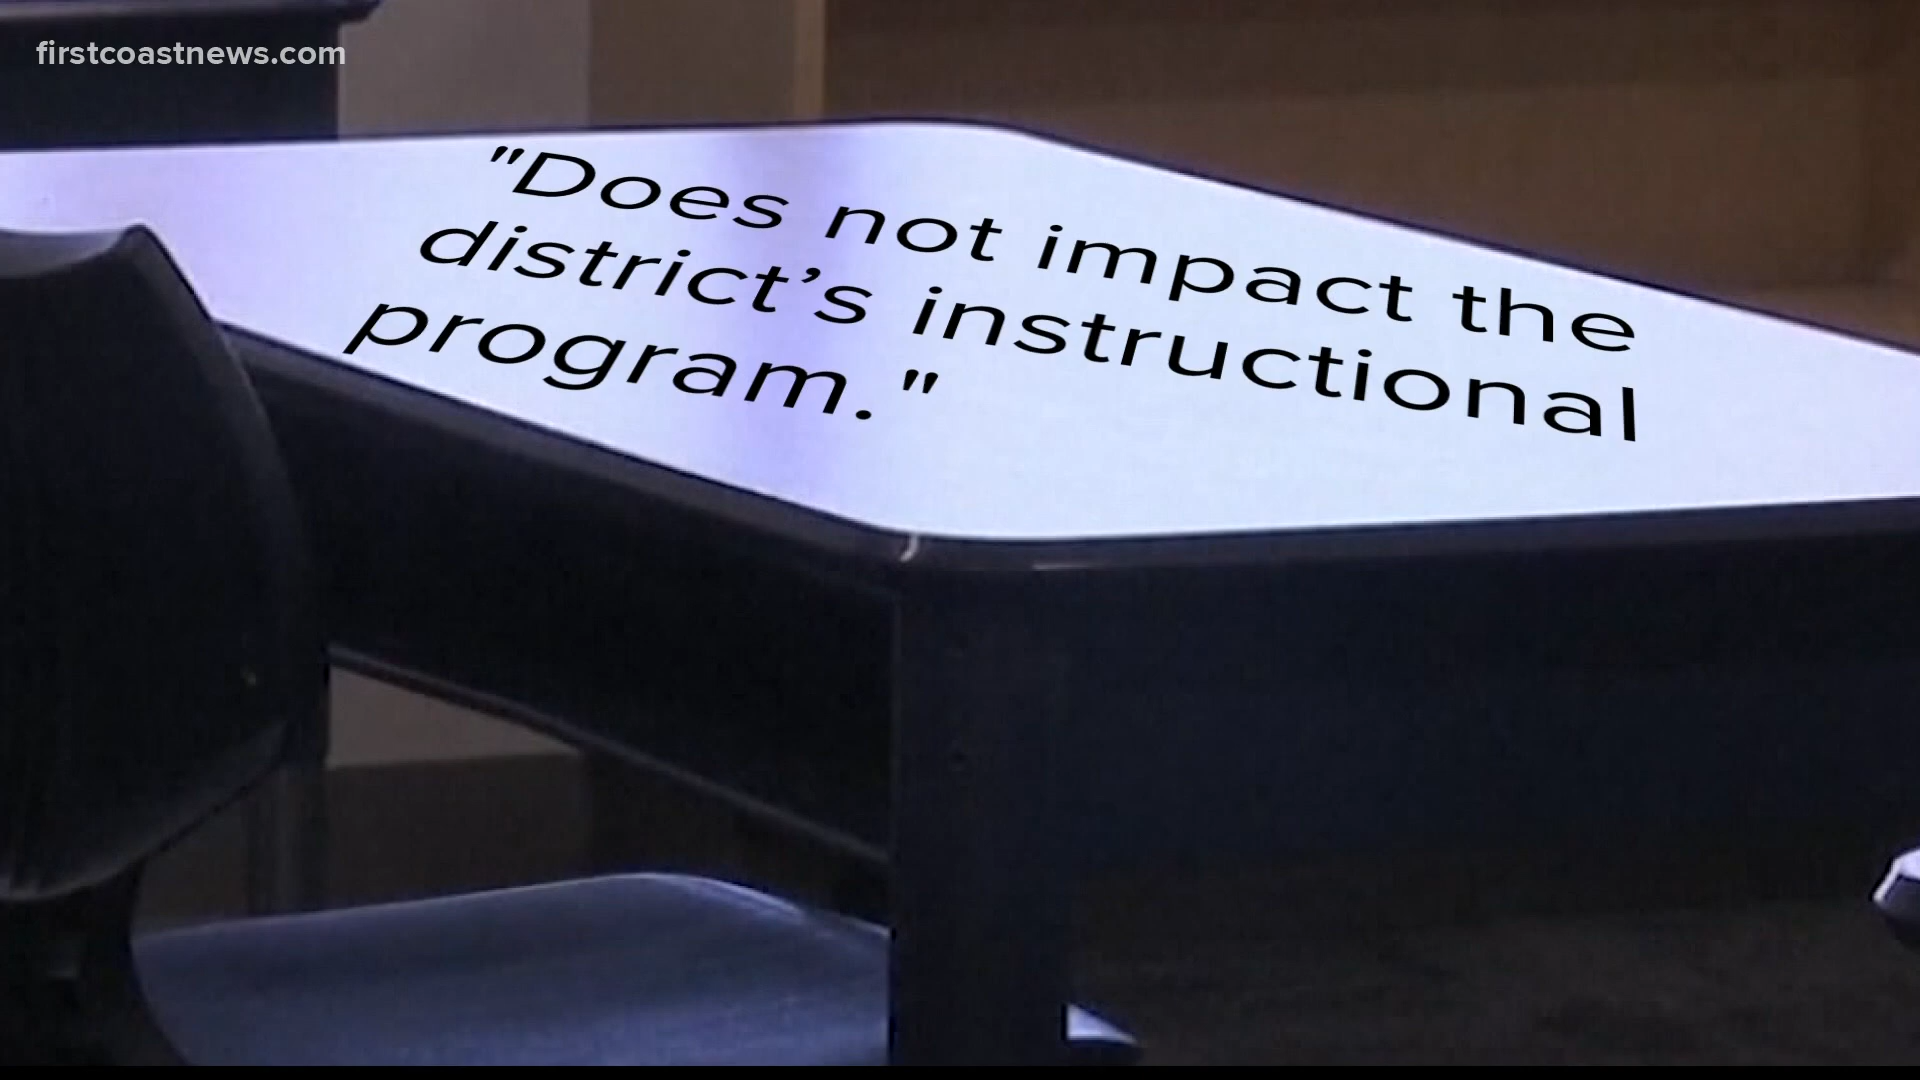 firstcoastnews.com
"Does not impact the
district’s instructional
program."